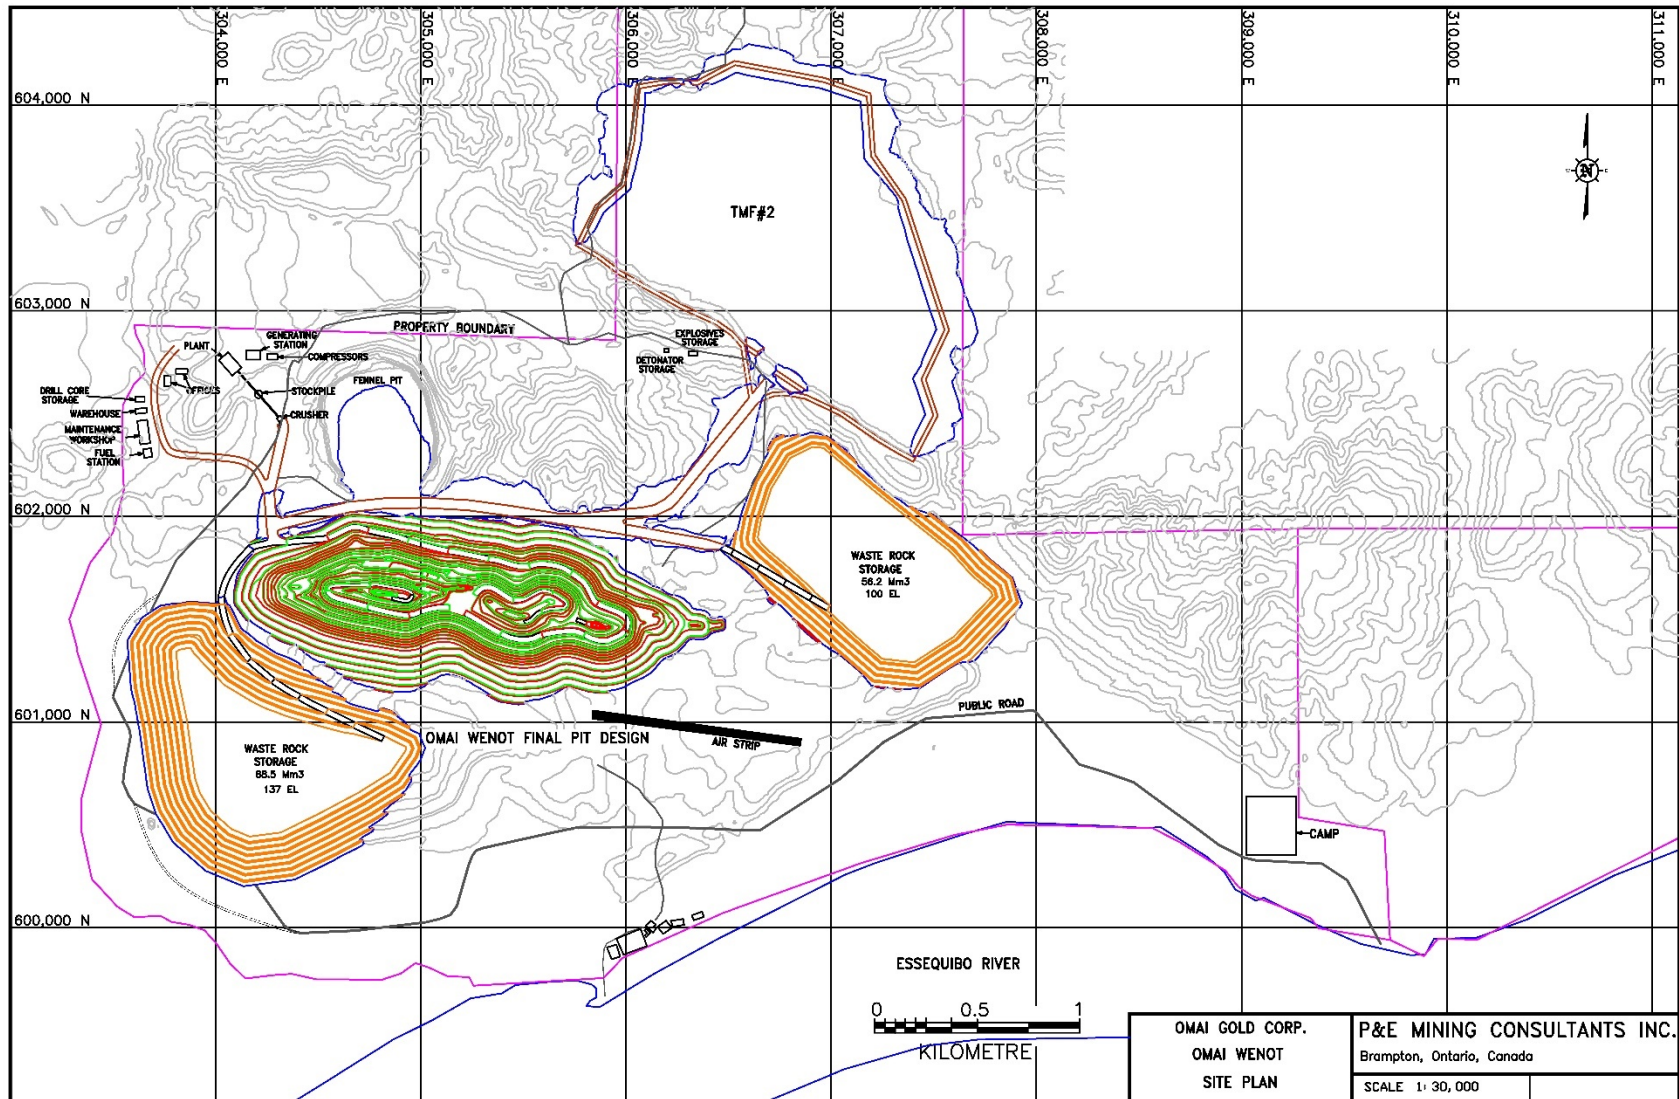 304,000 E
305,000 E
306,000 E
307,000 E
308,000 E
309,000 E
310,000 E
311,000 E
604,000 N
N
TMF#2
603,000 N
PROPERTY BOUNDARY
GENERATING
STATION
PLANT
COMPRESSORS
EXPLOSIVES
STORAGE
DETONATOR
STORAGE
OFFICES
FENNEL PIT
DRILL CORE
STORAGE
STOCKPILE
WAREHOUSE
CRUSHER
MAINTENANCE
WORKSHOP
FUEL
STATION
602,000 N
WASTE ROCK
STORAGE
56.2 Mm3
100 EL
601,000 N
PUBLIC ROAD
OMAI WENOT FINAL PIT DESIGN
AIR STRIP
WASTE ROCK
STORAGE
68.5 Mm3
137 EL
CAMP
600,000 N
ESSEQUIBO RIVER
0 0.5 1
KILOMETRE
OMAI GOLD CORP.
OMAI WENOT
SITE PLAN
P&E MINING CONSULTANTS INC.
Brampton, Ontario, Canada
SCALE 1:30,000